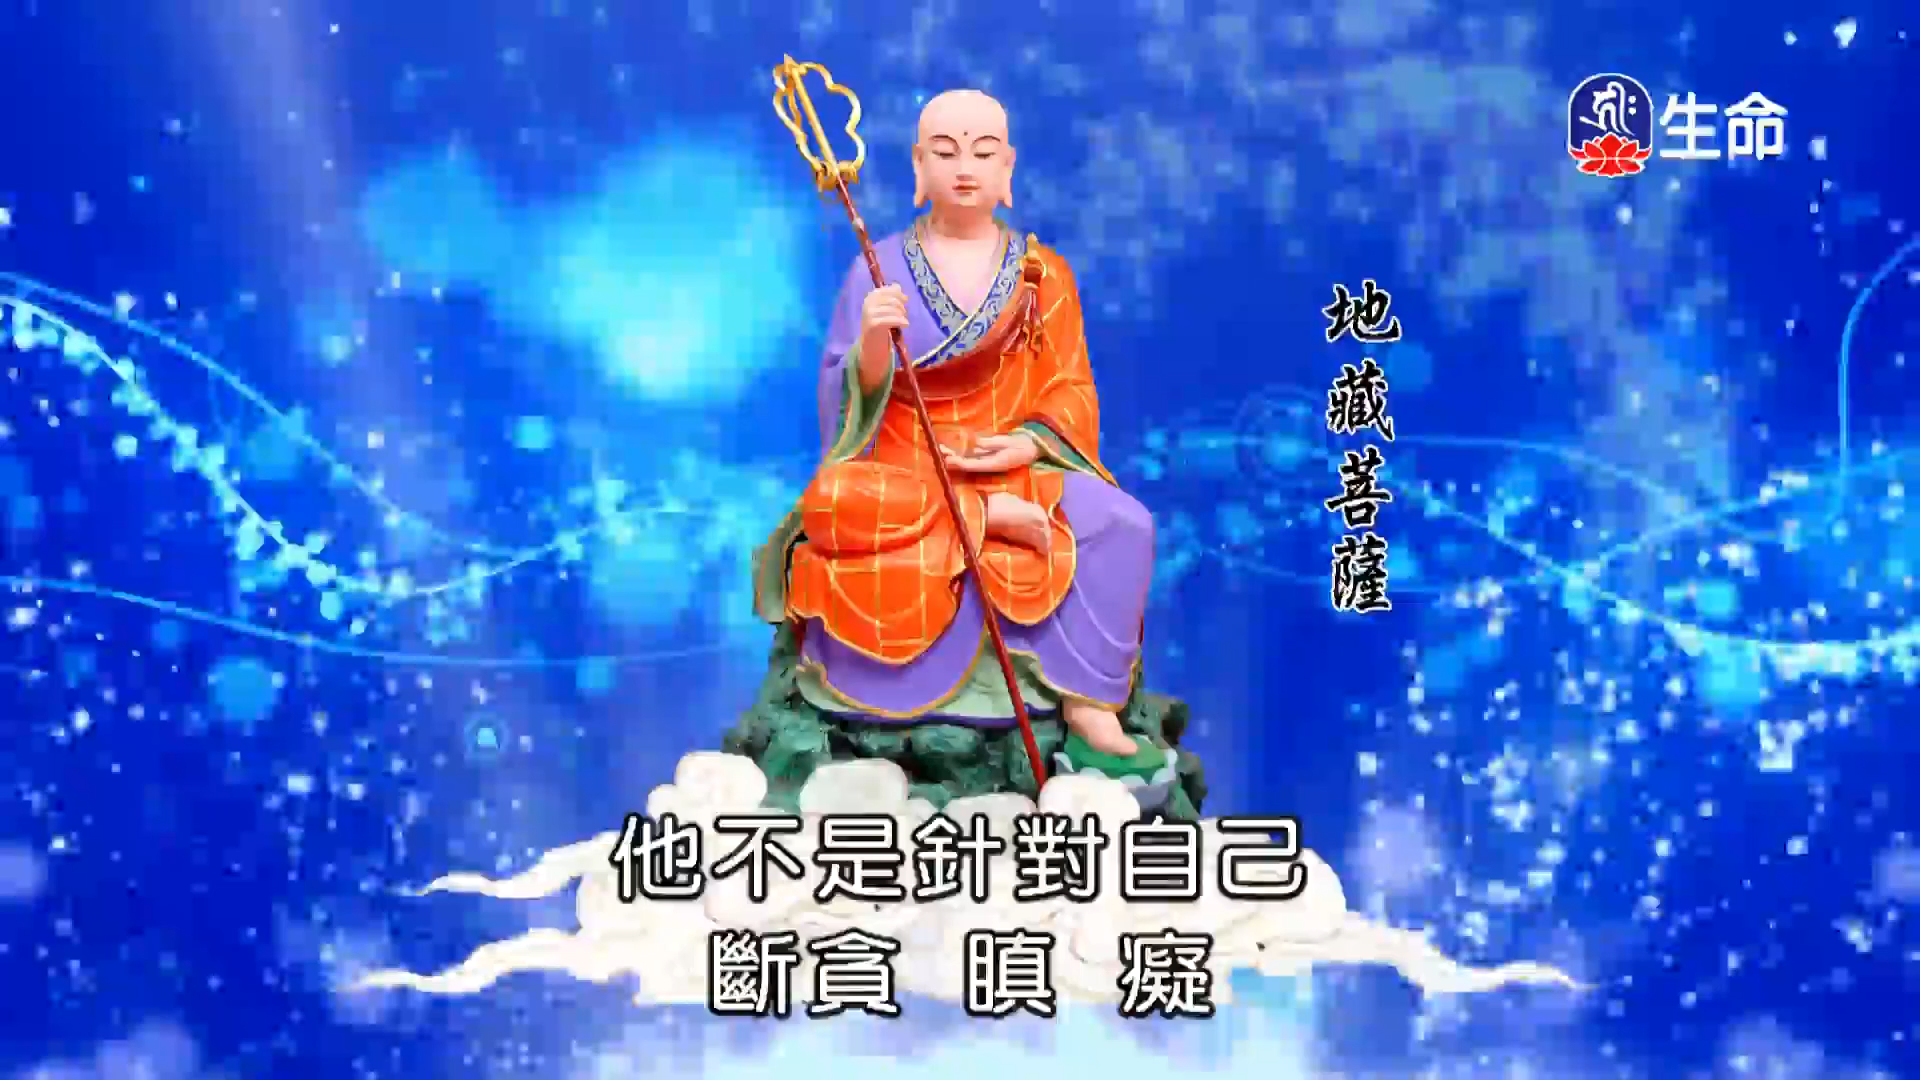 生命
地藏菩薩
他不是針對自己
斷貪 瞋 癡